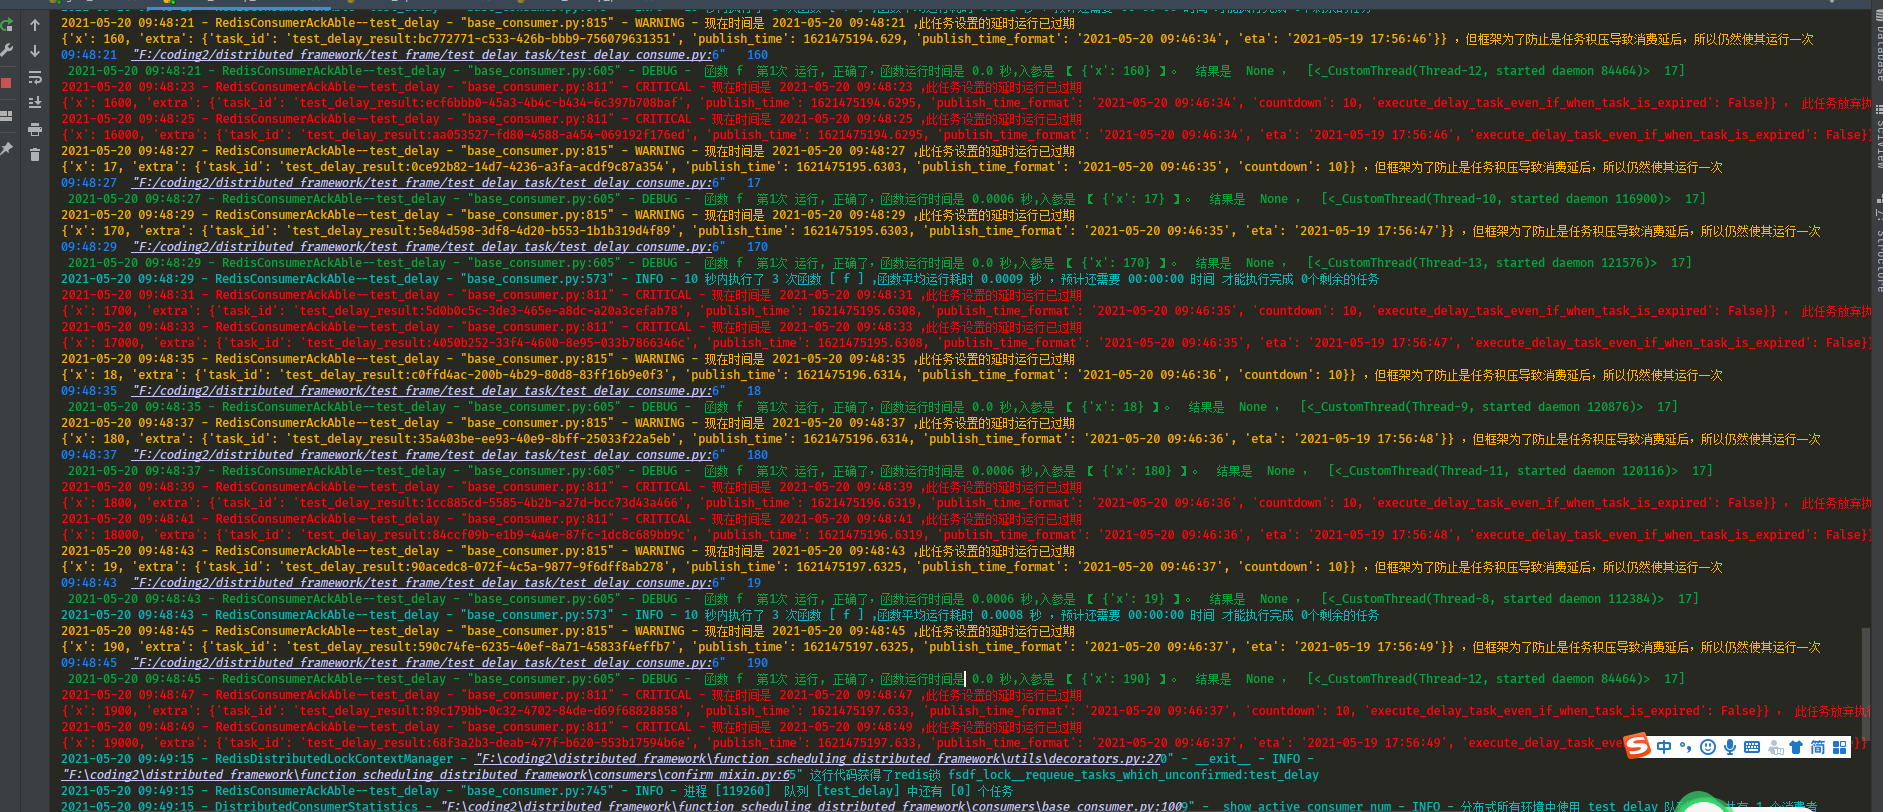 2021-05-20 09:48:21 - RedisConsumerAckAble--test_delay - "base_consumer.py:815" - WARNING - 现在时间是 2021-05-20 09:48:21 ,此任务设置的延时运行已过期
{'x': 160, 'extra': {'task_id': 'test_delay_result:bc772771-c533-426b-bbb9-756079631351', 'publish_time': 1621475194.629, 'publish_time_format': '2021-05-20 09:46:34', 'eta': '2021-05-19 17:56:46'}} ，但框架为了防止是任务积压导致消费延后，所以仍然使其运行一次
09:48:21  "F:/coding2/distributed_framework/test_frame/test_delay_task/test_delay_consume.py:6"   160
2021-05-20 09:48:21 - RedisConsumerAckAble--test_delay - "base_consumer.py:605" - DEBUG -  函数 f  第1次 运行, 正确了，函数运行时间是 0.0 秒,入参是 【 {'x': 160} 】。  结果是  None ，  [<_CustomThread(Thread-12, started daemon 84464)>  17]
2021-05-20 09:48:23 - RedisConsumerAckAble--test_delay - "base_consumer.py:811" - CRITICAL - 现在时间是 2021-05-20 09:48:23 ,此任务设置的延时运行已过期
{'x': 1600, 'extra': {'task_id': 'test_delay_result:ecf6bbb0-45a3-4b4c-b434-6c397b708baf', 'publish_time': 1621475194.6295, 'publish_time_format': '2021-05-20 09:46:34', 'countdown': 10, 'execute_delay_task_even_if_when_task_is_expired': False}} ， 此任务放弃执
2021-05-20 09:48:25 - RedisConsumerAckAble--test_delay - "base_consumer.py:811" - CRITICAL - 现在时间是 2021-05-20 09:48:25 ,此任务设置的延时运行已过期
{'x': 16000, 'extra': {'task_id': 'test_delay_result:aa053527-fd80-4588-a454-069192f176ed', 'publish_time': 1621475194.6295, 'publish_time_format': '2021-05-20 09:46:34', 'eta': '2021-05-19 17:56:46', 'execute_delay_task_even_if_when_task_is_expired': False}}
2021-05-20 09:48:27 - RedisConsumerAckAble--test_delay - "base_consumer.py:815" - WARNING - 现在时间是 2021-05-20 09:48:27 ,此任务设置的延时运行已过期
{'x': 17, 'extra': {'task_id': 'test_delay_result:0ce92b82-14d7-4236-a3fa-acdf9c87a354', 'publish_time': 1621475195.6303, 'publish_time_format': '2021-05-20 09:46:35', 'countdown': 10}} ，但框架为了防止是任务积压导致消费延后，所以仍然使其运行一次
09:48:27  "F:/coding2/distributed_framework/test_frame/test_delay_task/test_delay_consume.py:6"   17
2021-05-20 09:48:27 - RedisConsumerAckAble--test_delay - "base_consumer.py:605" - DEBUG -  函数 f  第1次 运行, 正确了，函数运行时间是 0.0006 秒,入参是 【 {'x': 17} 】。  结果是  None ，  [<_CustomThread(Thread-10, started daemon 116900)>  17]
2021-05-20 09:48:29 - RedisConsumerAckAble--test_delay - "base_consumer.py:815" - WARNING - 现在时间是 2021-05-20 09:48:29 ,此任务设置的延时运行已过期
{'x': 170, 'extra': {'task_id': 'test_delay_result:5e84d598-3df8-4d20-b553-1b1b319d4f89', 'publish_time': 1621475195.6303, 'publish_time_format': '2021-05-20 09:46:35', 'eta': '2021-05-19 17:56:47'}} ，但框架为了防止是任务积压导致消费延后，所以仍然使其运行一次
09:48:29  "F:/coding2/distributed_framework/test_frame/test_delay_task/test_delay_consume.py:6"   170
2021-05-20 09:48:29 - RedisConsumerAckAble--test_delay - "base_consumer.py:605" - DEBUG -  函数 f  第1次 运行, 正确了，函数运行时间是 0.0 秒,入参是 【 {'x': 170} 】。  结果是  None ，  [<_CustomThread(Thread-13, started daemon 121576)>  17]
2021-05-20 09:48:29 - RedisConsumerAckAble--test_delay - "base_consumer.py:573" - INFO - 10 秒内执行了 3 次函数 [ f ] ,函数平均运行耗时 0.0009 秒 ，预计还需要 00:00:00 时间 才能执行完成 0个剩余的任务
2021-05-20 09:48:31 - RedisConsumerAckAble--test_delay - "base_consumer.py:811" - CRITICAL - 现在时间是 2021-05-20 09:48:31 ,此任务设置的延时运行已过期
{'x': 1700, 'extra': {'task_id': 'test_delay_result:5d0b0c5c-3de3-465e-a8dc-a20a3cefab78', 'publish_time': 1621475195.6308, 'publish_time_format': '2021-05-20 09:46:35', 'countdown': 10, 'execute_delay_task_even_if_when_task_is_expired': False}} ， 此任务放弃执
2021-05-20 09:48:33 - RedisConsumerAckAble--test_delay - "base_consumer.py:811" - CRITICAL - 现在时间是 2021-05-20 09:48:33 ,此任务设置的延时运行已过期
{'x': 17000, 'extra': {'task_id': 'test_delay_result:4050b252-33f4-4600-8e95-033b7866346c', 'publish_time': 1621475195.6308, 'publish_time_format': '2021-05-20 09:46:35', 'eta': '2021-05-19 17:56:47', 'execute_delay_task_even_if_when_task_is_expired': False}}
2021-05-20 09:48:35 - RedisConsumerAckAble--test_delay - "base_consumer.py:815" - WARNING - 现在时间是 2021-05-20 09:48:35 ,此任务设置的延时运行已过期
{'x': 18, 'extra': {'task_id': 'test_delay_result:c0ffd4ac-200b-4b29-80d8-83ff16b9e0f3', 'publish_time': 1621475196.6314, 'publish_time_format': '2021-05-20 09:46:36', 'countdown': 10}} ，但框架为了防止是任务积压导致消费延后，所以仍然使其运行一次
09:48:35  "F:/coding2/distributed_framework/test_frame/test_delay_task/test_delay_consume.py:6"   18
2021-05-20 09:48:35 - RedisConsumerAckAble--test_delay - "base_consumer.py:605" - DEBUG -  函数 f  第1次 运行, 正确了，函数运行时间是 0.0 秒,入参是 【 {'x': 18} 】。  结果是  None ，  [<_CustomThread(Thread-9, started daemon 120876)>  17]
2021-05-20 09:48:37 - RedisConsumerAckAble--test_delay - "base_consumer.py:815" - WARNING - 现在时间是 2021-05-20 09:48:37 ,此任务设置的延时运行已过期
{'x': 180, 'extra': {'task_id': 'test_delay_result:35a403be-ee93-40e9-8bff-25033f22a5eb', 'publish_time': 1621475196.6314, 'publish_time_format': '2021-05-20 09:46:36', 'eta': '2021-05-19 17:56:48'}} ，但框架为了防止是任务积压导致消费延后，所以仍然使其运行一次
09:48:37  "F:/coding2/distributed_framework/test_frame/test_delay_task/test_delay_consume.py:6"   180
2021-05-20 09:48:37 - RedisConsumerAckAble--test_delay - "base_consumer.py:605" - DEBUG -  函数 f  第1次 运行, 正确了，函数运行时间是 0.0006 秒,入参是 【 {'x': 180} 】。  结果是  None ，  [<_CustomThread(Thread-11, started daemon 120116)>  17]
2021-05-20 09:48:39 - RedisConsumerAckAble--test_delay - "base_consumer.py:811" - CRITICAL - 现在时间是 2021-05-20 09:48:39 ,此任务设置的延时运行已过期
{'x': 1800, 'extra': {'task_id': 'test_delay_result:1cc885cd-5585-4b2b-a27d-bcc73d43a466', 'publish_time': 1621475196.6319, 'publish_time_format': '2021-05-20 09:46:36', 'countdown': 10, 'execute_delay_task_even_if_when_task_is_expired': False}} ， 此任务放弃执
2021-05-20 09:48:41 - RedisConsumerAckAble--test_delay - "base_consumer.py:811" - CRITICAL - 现在时间是 2021-05-20 09:48:41 ,此任务设置的延时运行已过期
{'x': 18000, 'extra': {'task_id': 'test_delay_result:84ccf09b-e1b9-4a4e-87fc-1dc8c689bb9c', 'publish_time': 1621475196.6319, 'publish_time_format': '2021-05-20 09:46:36', 'eta': '2021-05-19 17:56:48', 'execute_delay_task_even_if_when_task_is_expired': False}}
2021-05-20 09:48:43 - RedisConsumerAckAble--test_delay - "base_consumer.py:815" - WARNING - 现在时间是 2021-05-20 09:48:43 ,此任务设置的延时运行已过期
{'x': 19, 'extra': {'task_id': 'test_delay_result:90acedc8-072f-4c5a-9877-9f6dff8ab278', 'publish_time': 1621475197.6325, 'publish_time_format': '2021-05-20 09:46:37', 'countdown': 10}} ，但框架为了防止是任务积压导致消费延后，所以仍然使其运行一次
09:48:43  "F:/coding2/distributed_framework/test_frame/test_delay_task/test_delay_consume.py:6"   19
2021-05-20 09:48:43 - RedisConsumerAckAble--test_delay - "base_consumer.py:605" - DEBUG -  函数 f  第1次 运行, 正确了，函数运行时间是 0.0006 秒,入参是 【 {'x': 19} 】。  结果是  None ，  [<_CustomThread(Thread-8, started daemon 112384)>  17]
2021-05-20 09:48:43 - RedisConsumerAckAble--test_delay - "base_consumer.py:573" - INFO - 10 秒内执行了 3 次函数 [ f ] ,函数平均运行耗时 0.0008 秒 ，预计还需要 00:00:00 时间 才能执行完成 0个剩余的任务
2021-05-20 09:48:45 - RedisConsumerAckAble--test_delay - "base_consumer.py:815" - WARNING - 现在时间是 2021-05-20 09:48:45 ,此任务设置的延时运行已过期
{'x': 190, 'extra': {'task_id': 'test_delay_result:590c74fe-6235-40ef-8a71-45833f4effb7', 'publish_time': 1621475197.6325, 'publish_time_format': '2021-05-20 09:46:37', 'eta': '2021-05-19 17:56:49'}} ，但框架为了防止是任务积压导致消费延后，所以仍然使其运行一次
09:48:45  "F:/coding2/distributed_framework/test_frame/test_delay_task/test_delay_consume.py:6"   190
2021-05-20 09:48:45 - RedisConsumerAckAble--test_delay - "base_consumer.py:605" - DEBUG -  函数 f  第1次 运行, 正确了，函数运行时间是 0.0 秒,入参是 【 {'x': 190} 】。  结果是  None ，  [<_CustomThread(Thread-12, started daemon 84464)>  17]
2021-05-20 09:48:47 - RedisConsumerAckAble--test_delay - "base_consumer.py:811" - CRITICAL - 现在时间是 2021-05-20 09:48:47 ,此任务设置的延时运行已过期
{'x': 1900, 'extra': {'task_id': 'test_delay_result:89c179bb-0c32-4702-84de-d69f68828858', 'publish_time': 1621475197.633, 'publish_time_format': '2021-05-20 09:46:37', 'countdown': 10, 'execute_delay_task_even_if_when_task_is_expired': False}} ， 此任务放弃执行
2021-05-20 09:48:49 - RedisConsumerAckAble--test_delay - "base_consumer.py:811" - CRITICAL - 现在时间是 2021-05-20 09:48:49 ,此任务设置的延时运行已过期
{'x': 19000, 'extra': {'task_id': 'test_delay_result:68f3a2b3-deab-477f-b620-553b17594b6e', 'publish_time': 1621475197.633, 'publish_time_format': '2021-05-20 09:46:37', 'eta': '2021-05-19 17:56:49', 'execute_delay_task_even_
中 简
2021-05-20 09:49:15 - RedisDistributedLockContextManager - "F:\coding2\distributed_framework\function_scheduling_distributed_framework\utils\decorators.py:270" - __exit__ - INFO -
"F:\coding2\distributed_framework\function_scheduling_distributed_framework\consumers\confirm_mixin.py:65" 这行代码获得了redis锁 fsdf_lock__requeue_tasks_which_unconfirmed:test_delay
2021-05-20 09:49:15 - RedisConsumerAckAble--test_delay - "base_consumer.py:745" - INFO - 进程 [119260]  队列 [test_delay] 中还有 [0] 个任务
2021-05-20 09:49:15 - DistributedConsumerStatistics - "F:\coding2\distributed_framework\function_scheduling_distributed_framework\consumers\base_consumer.py:1009" - show_active_consumer_num - INFO - 分布式所有环境中使用 test_delay 队 共有 1 个消费者
Database
SciView
Z: Structure